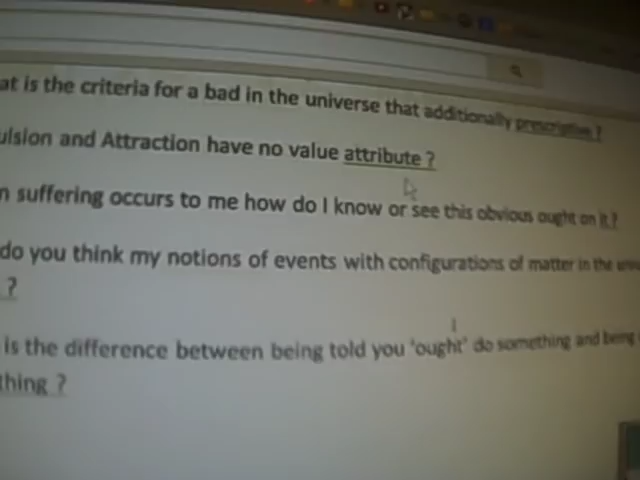 at is the criteria for a bad in the universe that additionally prescriptive ?
ulsion and Attraction have no value attribute ?
n suffering occurs to me how do I know or see this obvious ought on it ?
do you think my notions of events with configurations of matter in the
?
is the difference between being told you 'ought' do something and being
thing ?